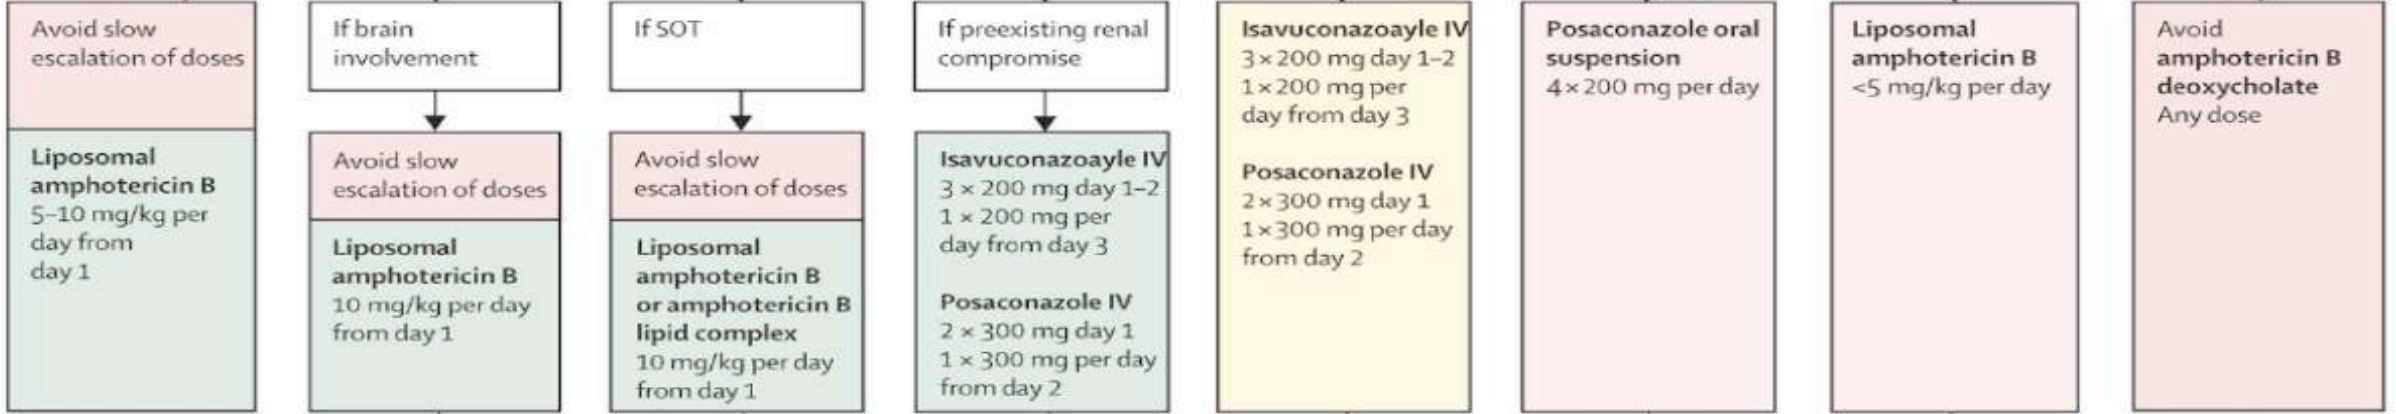 Avoid slow
escalation of doses
Liposomal
amphotericin B
5–10 mg/kg per
day from
day 1
If brain
involvement
Avoid slow
escalation of doses
Liposomal
amphotericin B
10 mg/kg per day
from day 1
If SOT
Avoid slow
escalation of doses
Liposomal
amphotericin B
or amphotericin B
lipid complex
10 mg/kg per day
from day 1
If preexisting renal
compromise
Isavuconazoayle IV
3 × 200 mg day 1–2
1 × 200 mg per
day from day 3
Posaconazole IV
2 × 300 mg day 1
1 × 300 mg per day
from day 2
Isavuconazoayle IV
3 × 200 mg day 1–2
1 × 200 mg per
day from day 3
Posaconazole IV
2 × 300 mg day 1
1 × 300 mg per day
from day 2
Posaconazole oral
suspension
4 × 200 mg per day
Liposomal
amphotericin B
<5 mg/kg per day
Avoid
amphotericin B
deoxycholate
Any dose